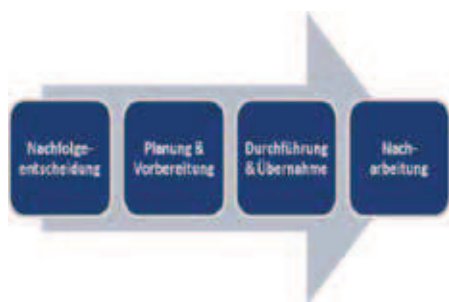 Nachfolge-
entscheidung
Planung &
Vorbereitung
Durchführung
& Übernahme
Nach-
arbeitung